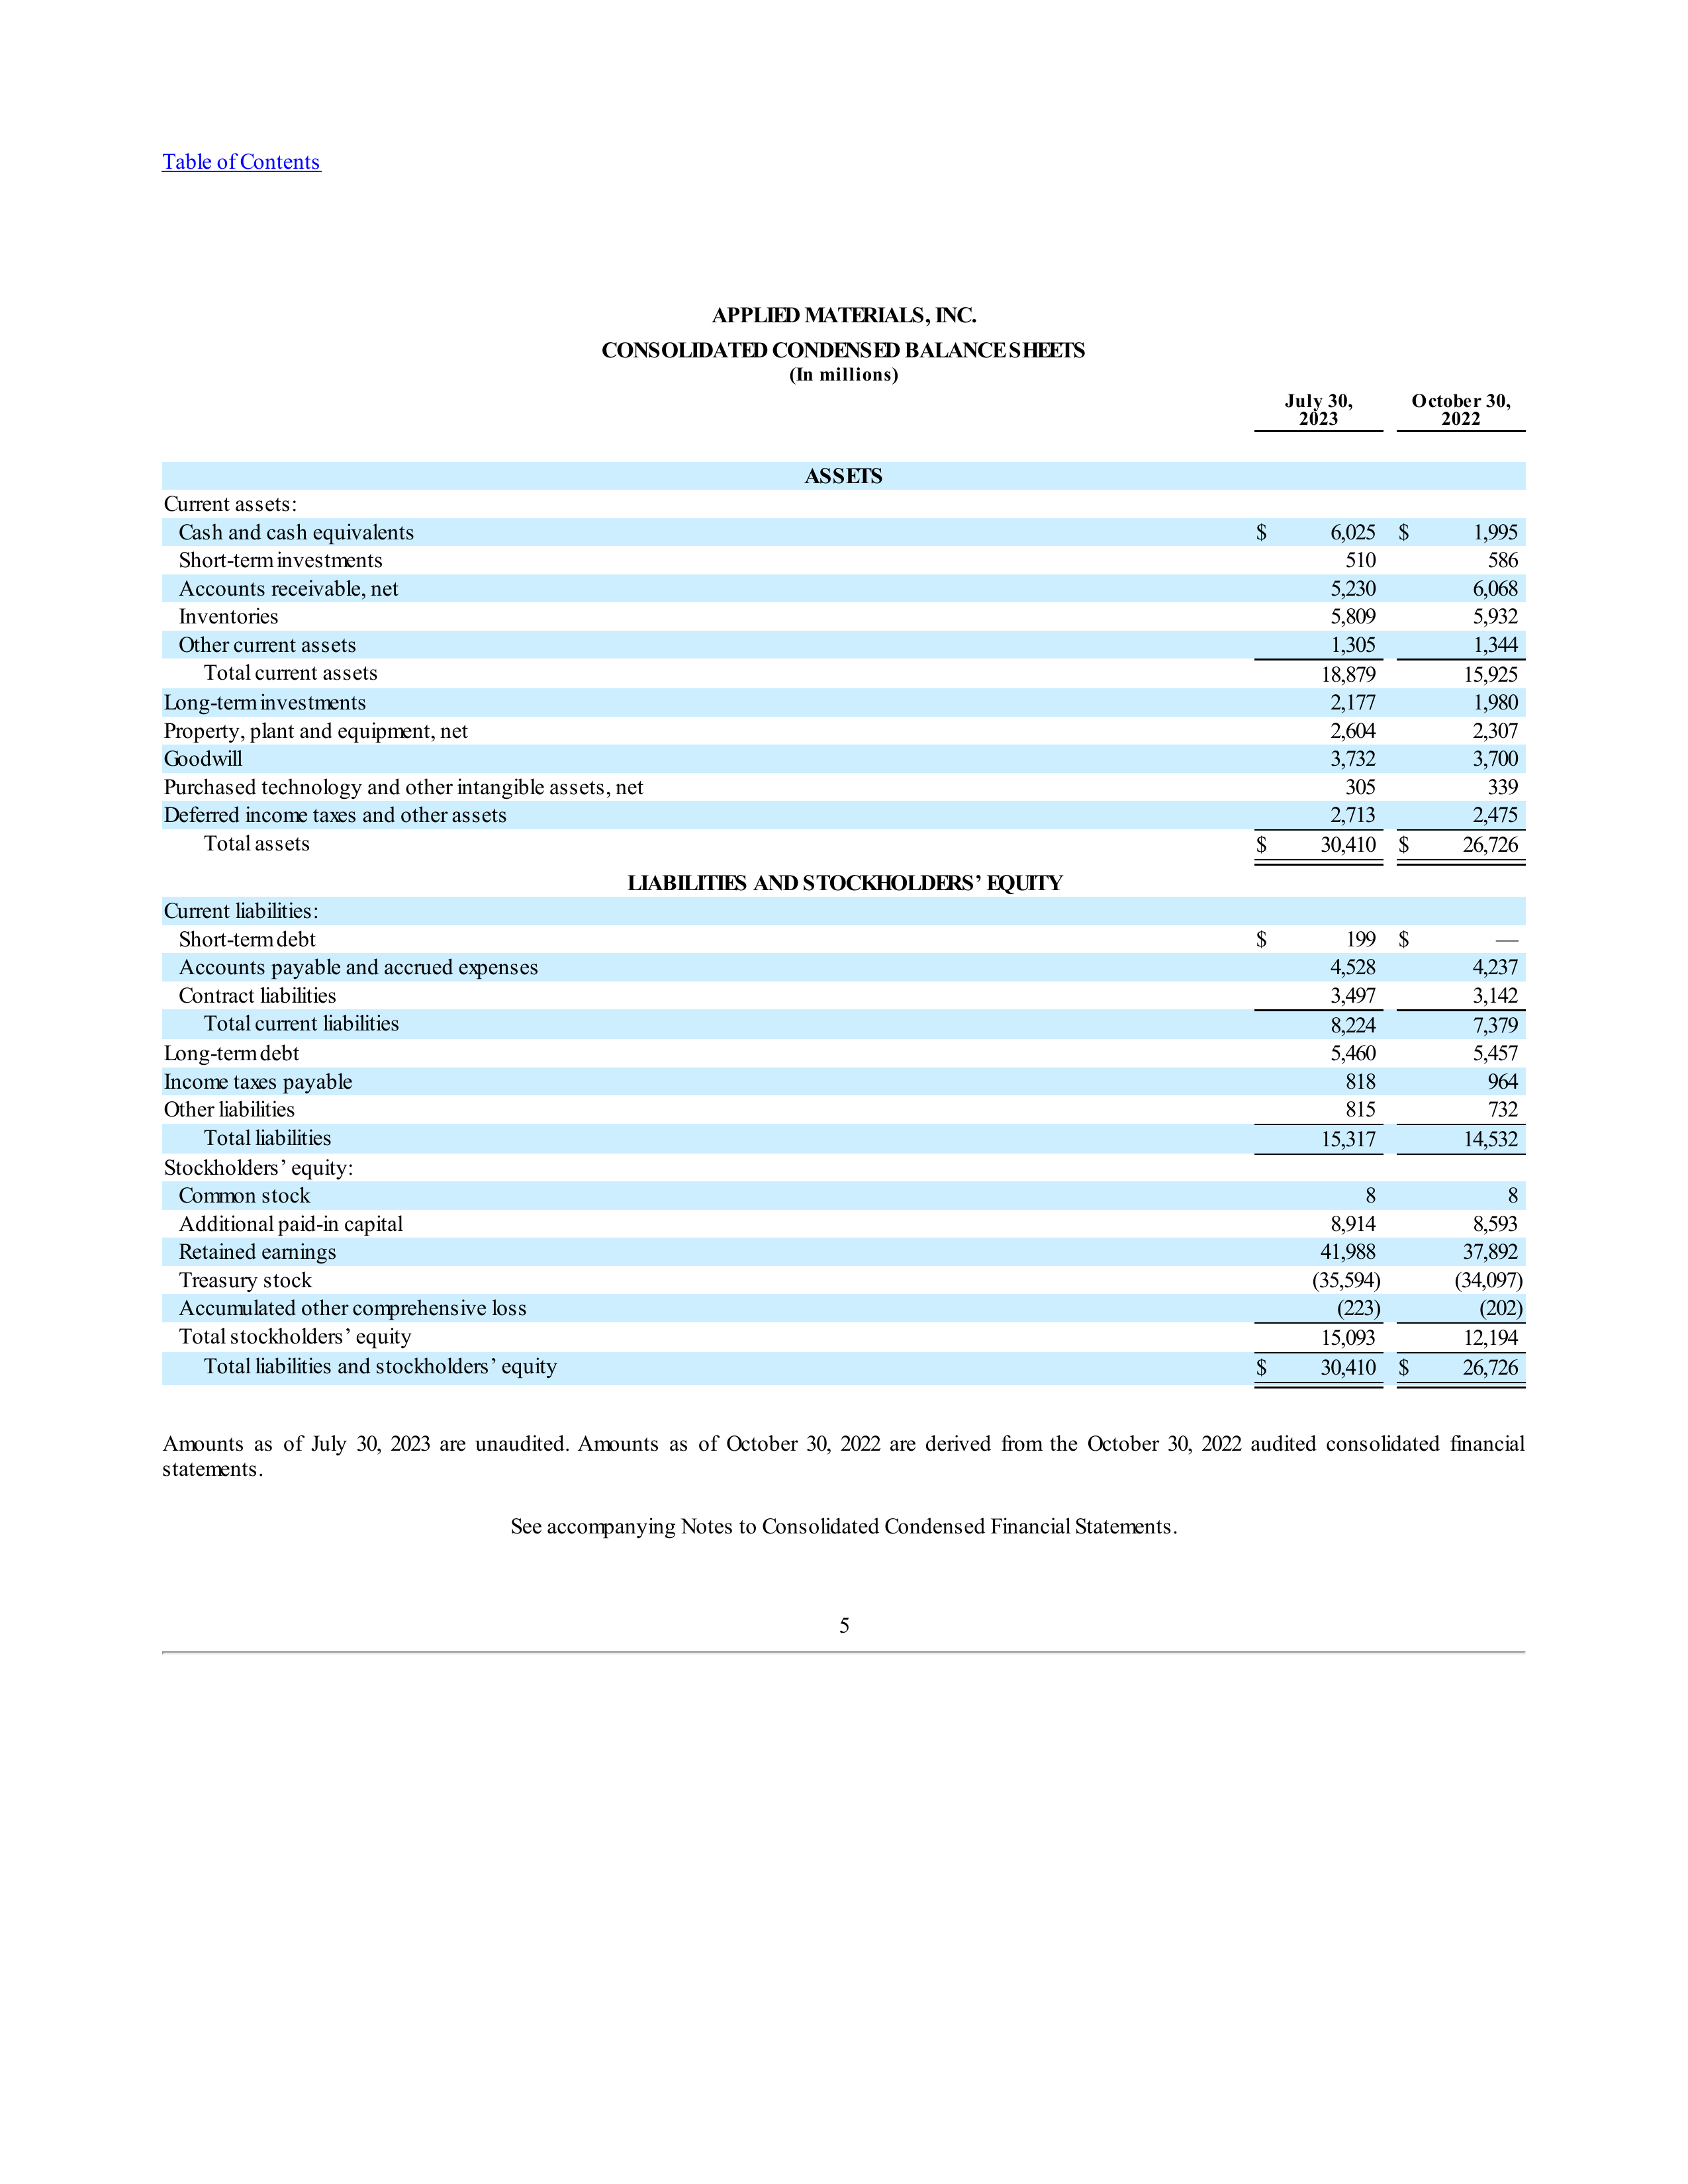 Table of Contents
APPLIED MATERIALS, INC.
CONSOLIDATED CONDENSED BALANCE SHEETS
(In millions)
July 30, 2023 October 30, 2022
ASSETS
Current assets:
Cash and cash equivalents $ 6,025 $ 1,995
Short-term investments 510 586
Accounts receivable, net 5,230 6,068
Inventories 5,809 5,932
Other current assets 1,305 1,344
Total current assets 18,879 15,925
Long-term investments 2,177 1,980
Property, plant and equipment, net 2,604 2,307
Goodwill 3,732 3,700
Purchased technology and other intangible assets, net 305 339
Deferred income taxes and other assets 2,713 2,475
Total assets $ 30,410 $ 26,726
LIABILITIES AND STOCKHOLDERS’ EQUITY
Current liabilities:
Short-term debt $ 199 $ —
Accounts payable and accrued expenses 4,528 4,237
Contract liabilities 3,497 3,142
Total current liabilities 8,224 7,379
Long-term debt 5,460 5,457
Income taxes payable 818 964
Other liabilities 815 732
Total liabilities 15,317 14,532
Stockholders’ equity:
Common stock 8 8
Additional paid-in capital 8,914 8,593
Retained earnings 41,988 37,892
Treasury stock (35,594) (34,097)
Accumulated other comprehensive loss (223) (202)
Total stockholders’ equity 15,093 12,194
Total liabilities and stockholders’ equity $ 30,410 $ 26,726
Amounts as of July 30, 2023 are unaudited. Amounts as of October 30, 2022 are derived from the October 30, 2022 audited consolidated financial
statements.
See accompanying Notes to Consolidated Condensed Financial Statements.
5